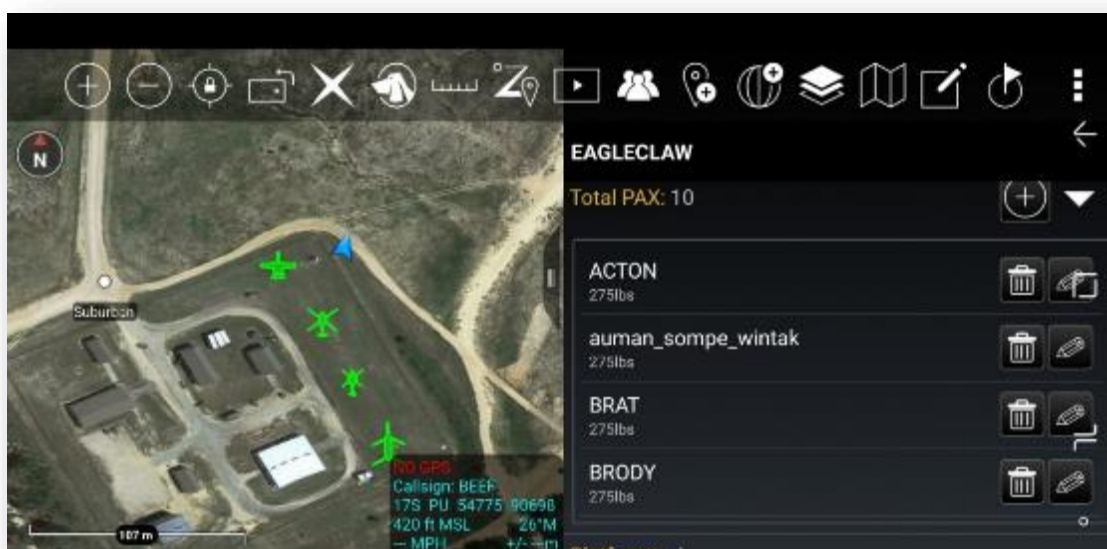 N
Suburban
107 m
NO GPS
Callsign: BEEF
17S PU 54775 90698
420 ft MSL 26°M
--- MPH +/- ---m
EAGLECLAW
Total PAX: 10
ACTON
275lbs
auman_sompe_wintak
275lbs
BRAT
275lbs
BRODY
275lbs